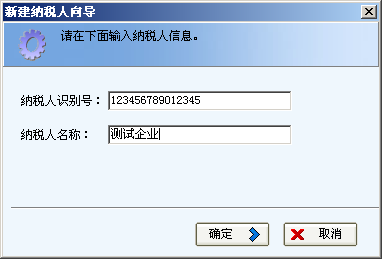 新建纳税人向导
请在下面输入纳税人信息。
纳税人识别号：123456789012345
纳税人名称：测试企业
确定 取消